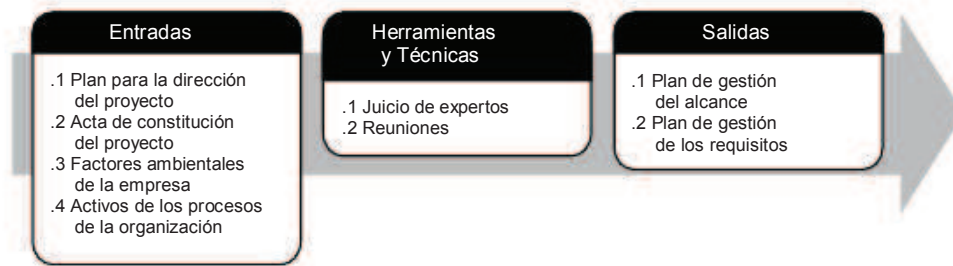 Entradas
.1 Plan para la dirección
del proyecto
.2 Acta de constitución
del proyecto
.3 Factores ambientales
de la empresa
.4 Activos de los procesos
de la organización
Herramientas
y Técnicas
.1 Juicio de expertos
.2 Reuniones
Salidas
.1 Plan de gestión
del alcance
.2 Plan de gestión
de los requisitos